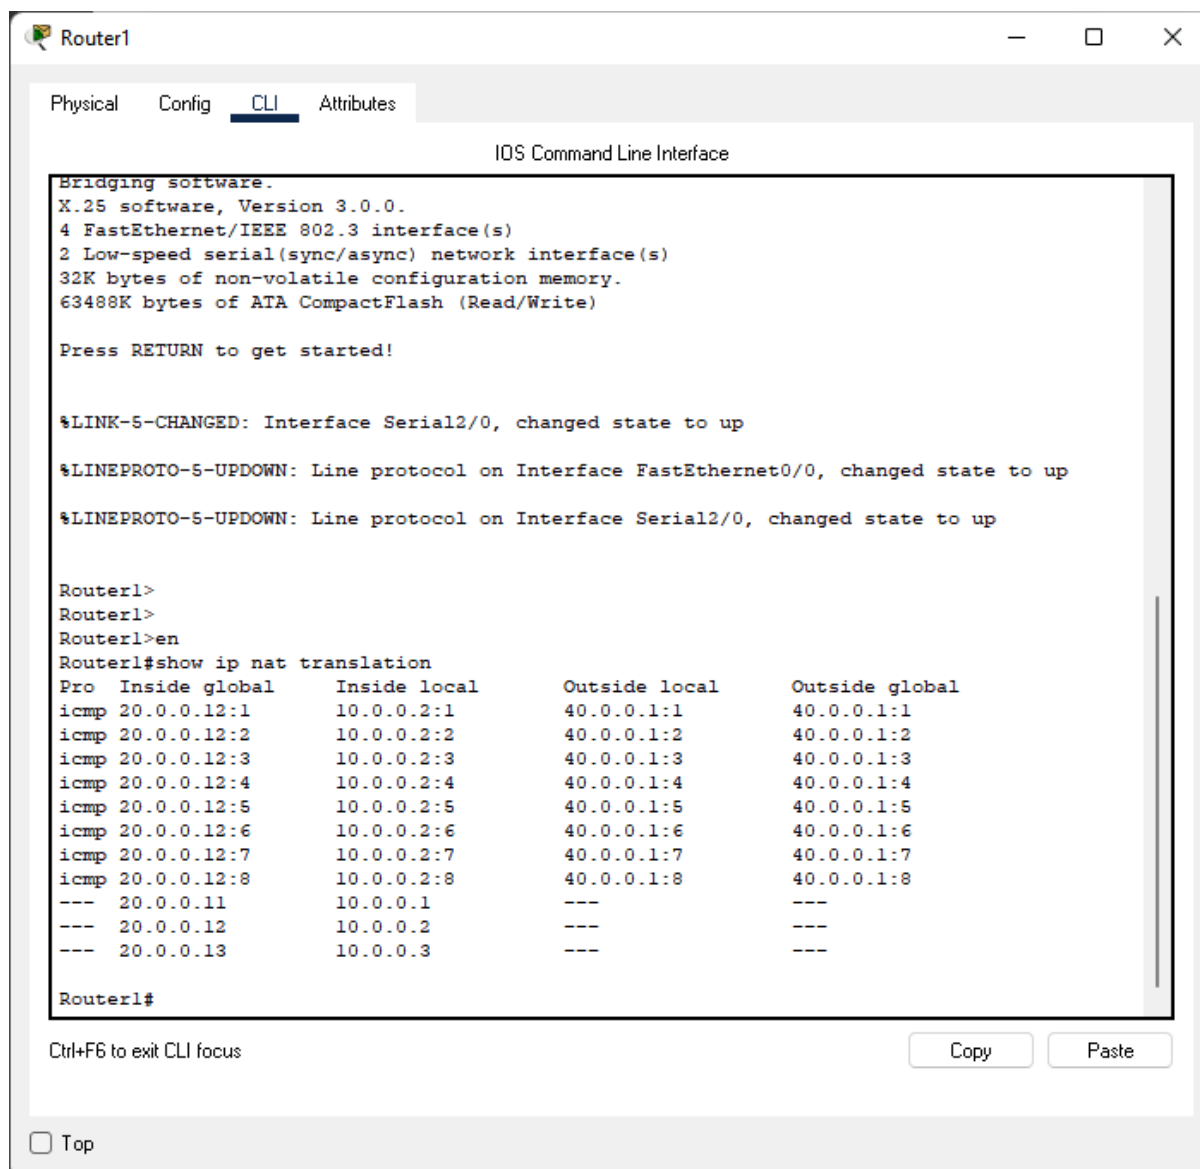 Router1
Physical Config CLI Attributes
IOS Command Line Interface
Bridging software.
X.25 software, Version 3.0.0.
4 FastEthernet/IEEE 802.3 interface(s)
2 Low-speed serial(sync/async) network interface(s)
32K bytes of non-volatile configuration memory.
63488K bytes of ATA CompactFlash (Read/Write)
Press RETURN to get started!
%LINK-5-CHANGED: Interface Serial2/0, changed state to up
%LINEPROTO-5-UPDOWN: Line protocol on Interface FastEthernet0/0, changed state to up
%LINEPROTO-5-UPDOWN: Line protocol on Interface Serial2/0, changed state to up
Router1>
Router1>
Router1>en
Router1#show ip nat translation
Pro  Inside global     Inside local       Outside local      Outside global
icmp 20.0.0.12:1       10.0.0.2:1         40.0.0.1:1         40.0.0.1:1
icmp 20.0.0.12:2       10.0.0.2:2         40.0.0.1:2         40.0.0.1:2
icmp 20.0.0.12:3       10.0.0.2:3         40.0.0.1:3         40.0.0.1:3
icmp 20.0.0.12:4       10.0.0.2:4         40.0.0.1:4         40.0.0.1:4
icmp 20.0.0.12:5       10.0.0.2:5         40.0.0.1:5         40.0.0.1:5
icmp 20.0.0.12:6       10.0.0.2:6         40.0.0.1:6         40.0.0.1:6
icmp 20.0.0.12:7       10.0.0.2:7         40.0.0.1:7         40.0.0.1:7
icmp 20.0.0.12:8       10.0.0.2:8         40.0.0.1:8         40.0.0.1:8
---  20.0.0.11         10.0.0.1           ---                ---
---  20.0.0.12         10.0.0.2           ---                ---
---  20.0.0.13         10.0.0.3           ---                ---
Router1#
Ctrl+F6 to exit CLI focus
Copy Paste
Top